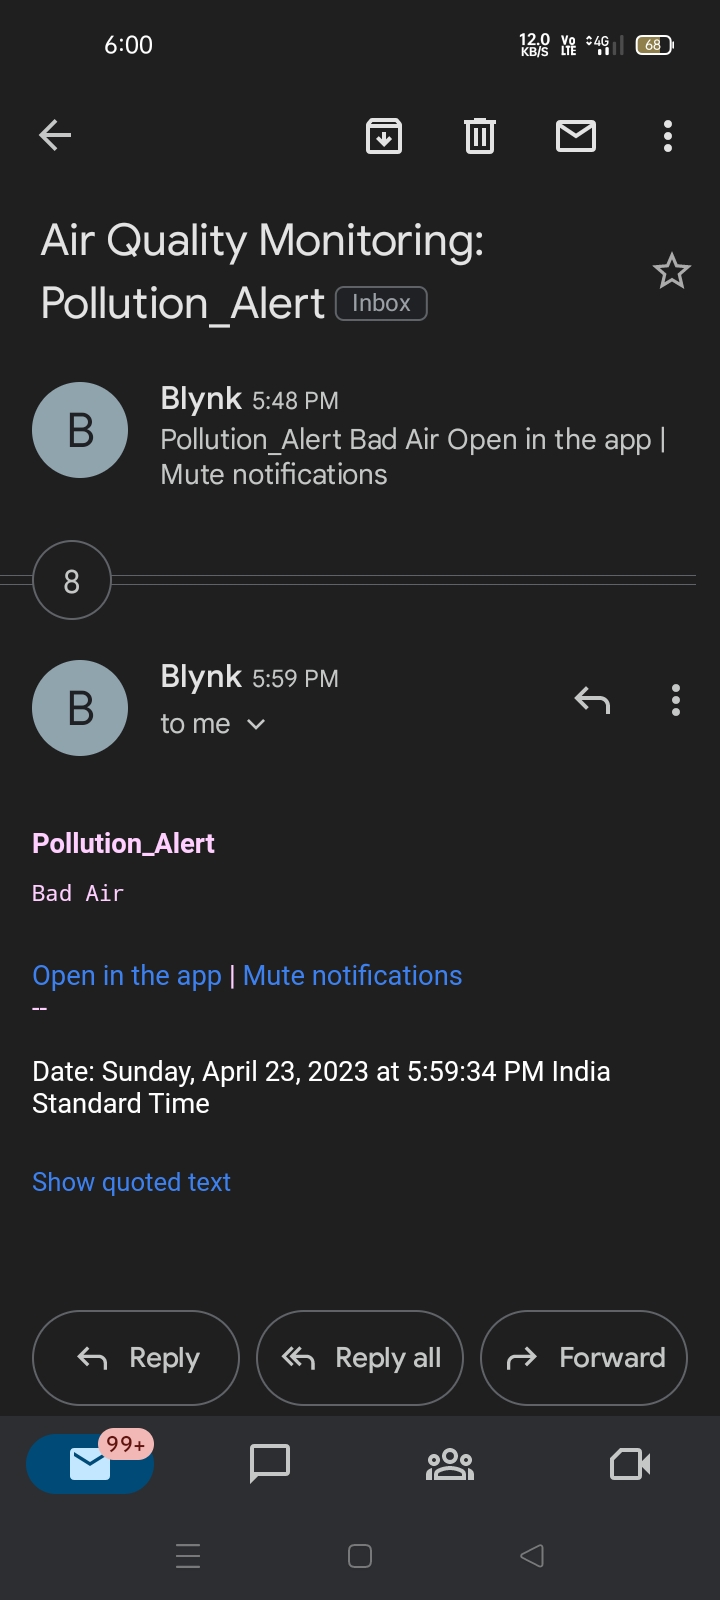 6:00
12.0 KB/S Vo LTE 4G 68
Air Quality Monitoring:
Pollution_Alert Inbox
B
Blynk 5:48 PM
Pollution_Alert Bad Air Open in the app |
Mute notifications
8
B
Blynk 5:59 PM
to me
Pollution_Alert
Bad Air
Open in the app | Mute notifications
--
Date: Sunday, April 23, 2023 at 5:59:34 PM India
Standard Time
Show quoted text
Reply Reply all Forward
99+